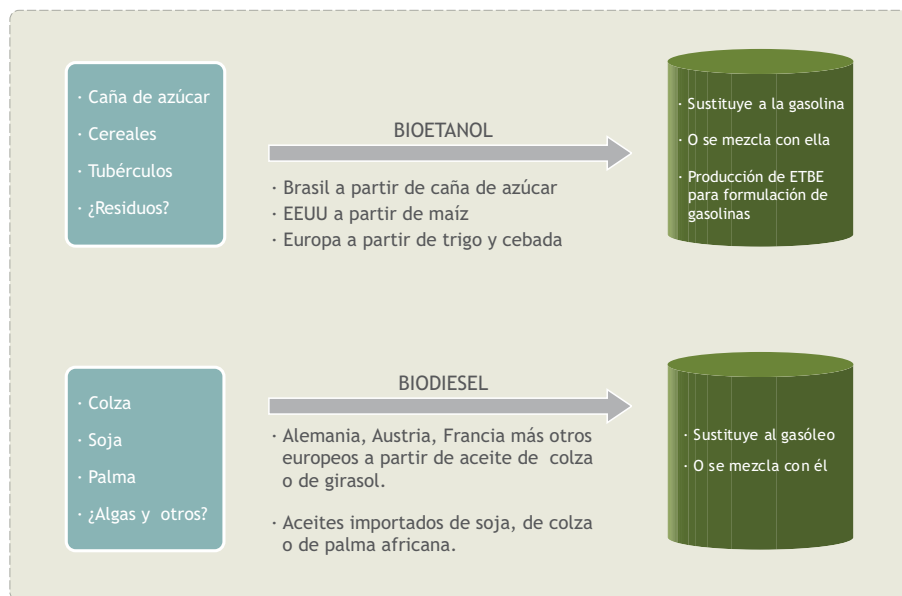 · Caña de azúcar
· Cereales
· Tubérculos
· ¿Residuos?
BIOETANOL
· Brasil a partir de caña de azúcar
· EEUU a partir de maíz
· Europa a partir de trigo y cebada
· Sustituye a la gasolina
· O se mezcla con ella
· Producción de ETBE
para formulación de
gasolinas
· Colza
· Soja
· Palma
· ¿Algas y otros?
BIODIESEL
· Alemania, Austria, Francia más otros
europeos a partir de aceite de colza
o de girasol.
· Aceites importados de soja, de colza
o de palma africana.
· Sustituye al gasóleo
· O se mezcla con él